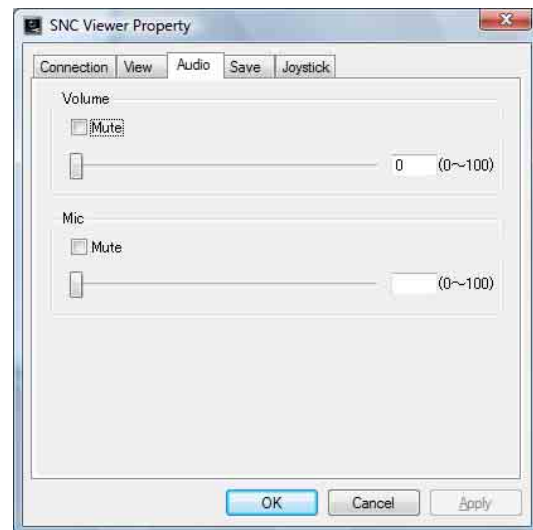 SNC Viewer Property
Connection View Audio Save Joystick
Volume
Mute
0 (0～100)
Mic
Mute
(0～100)
OK Cancel Apply